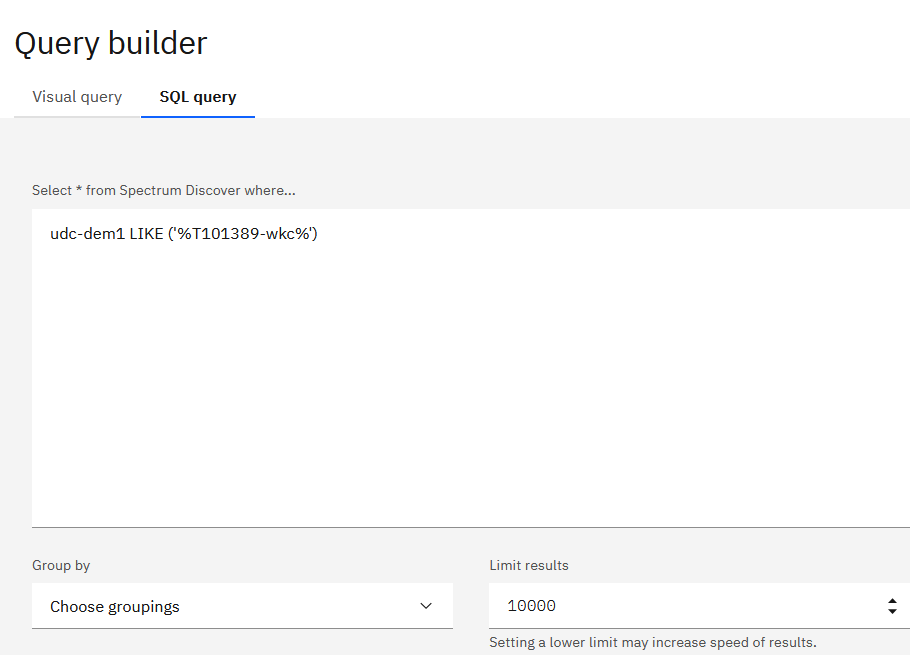 Query builder
Visual query
SQL query
Select * from Spectrum Discover where...
udc-dem1 LIKE ('%T101389-wkc%')
Group by
Limit results
Choose groupings
10000
Setting a lower limit may increase speed of results.